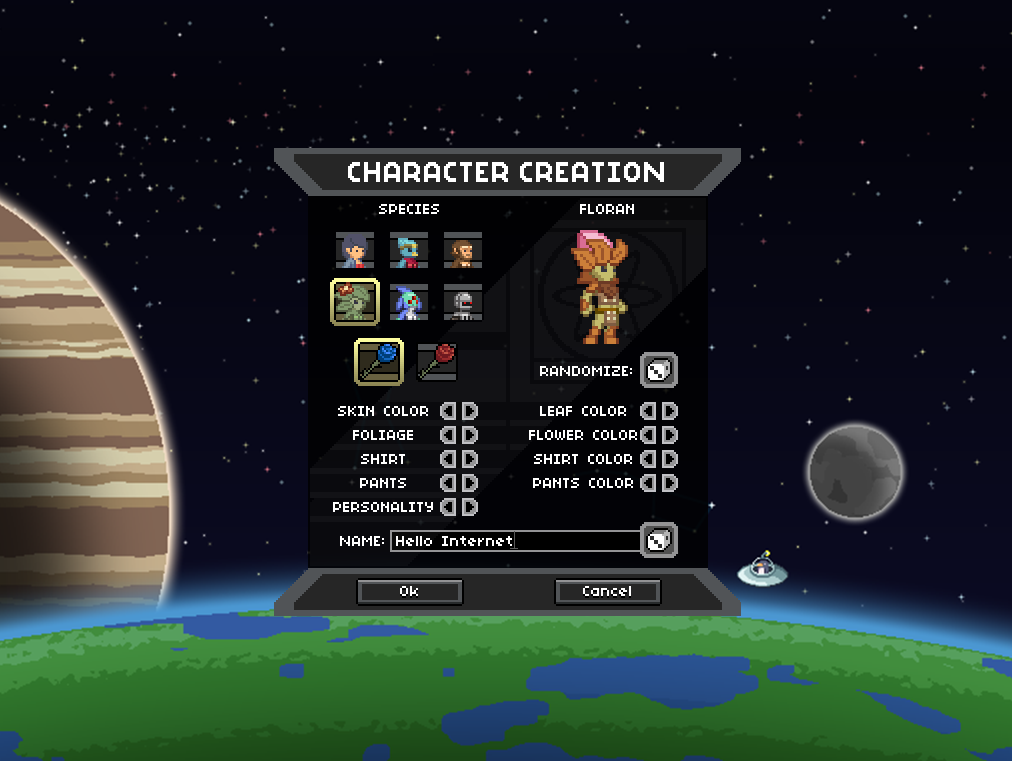 CHARACTER CREATION
SPECIES
FLORAN
RANDOMIZE:
SKIN COLOR
LEAF COLOR
FOLIAGE
FLOWER COLOR
SHIRT
SHIRT COLOR
PANTS
PANTS COLOR
PERSONALITY
NAME: Hello Internet
Ok
Cancel